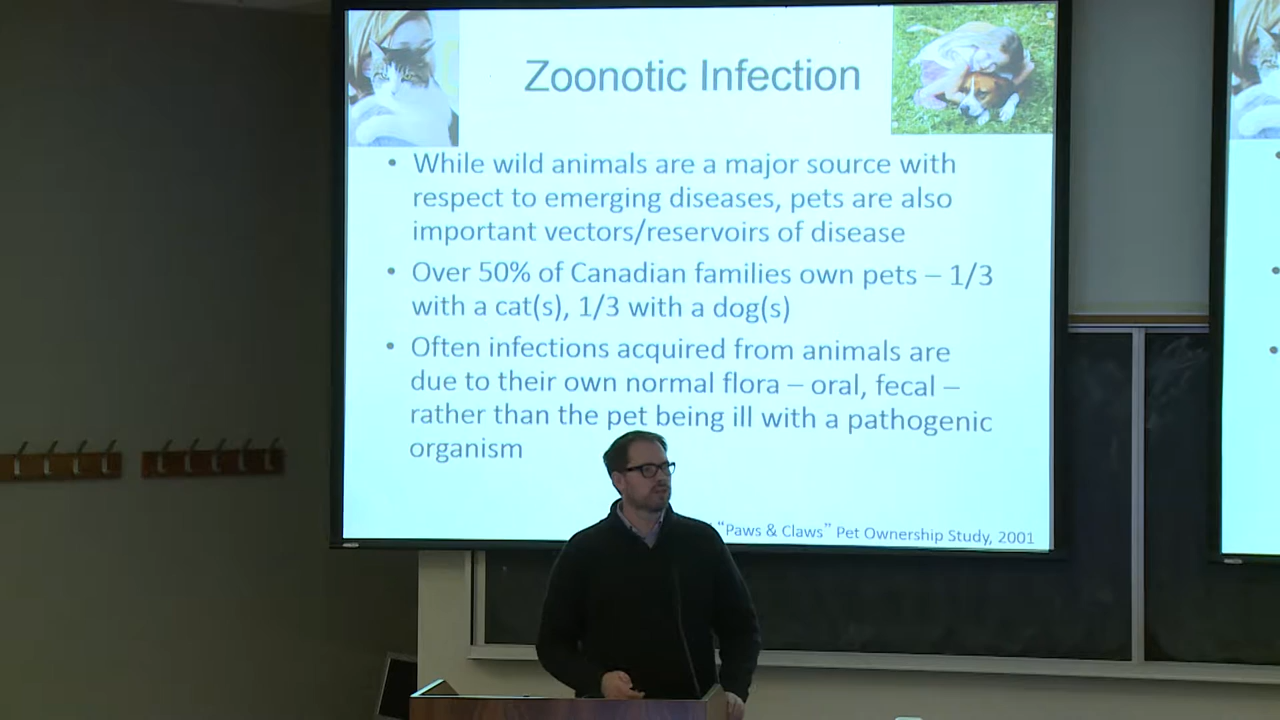 Zoonotic Infection
• While wild animals are a major source with
respect to emerging diseases, pets are also
important vectors/reservoirs of disease
• Over 50% of Canadian families own pets – 1/3
with a cat(s), 1/3 with a dog(s)
• Often infections acquired from animals are
due to their own normal flora – oral, fecal –
rather than the pet being ill with a pathogenic
organism
“Paws & Claws” Pet Ownership Study, 2001